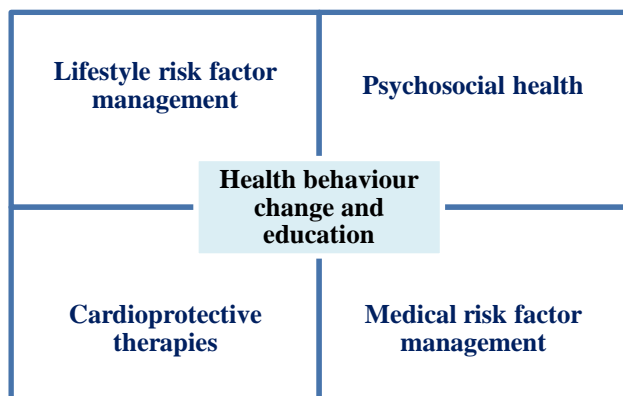 Lifestyle risk factor
management
Psychosocial health
Health behaviour
change and
education
Cardioprotective
therapies
Medical risk factor
management